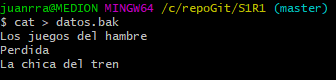 juanrra@MEDION MINGW64 /c/repoGit/S1R1 (master)
$ cat > datos.bak
Los juegos del hambre
Perdida
La chica del tren